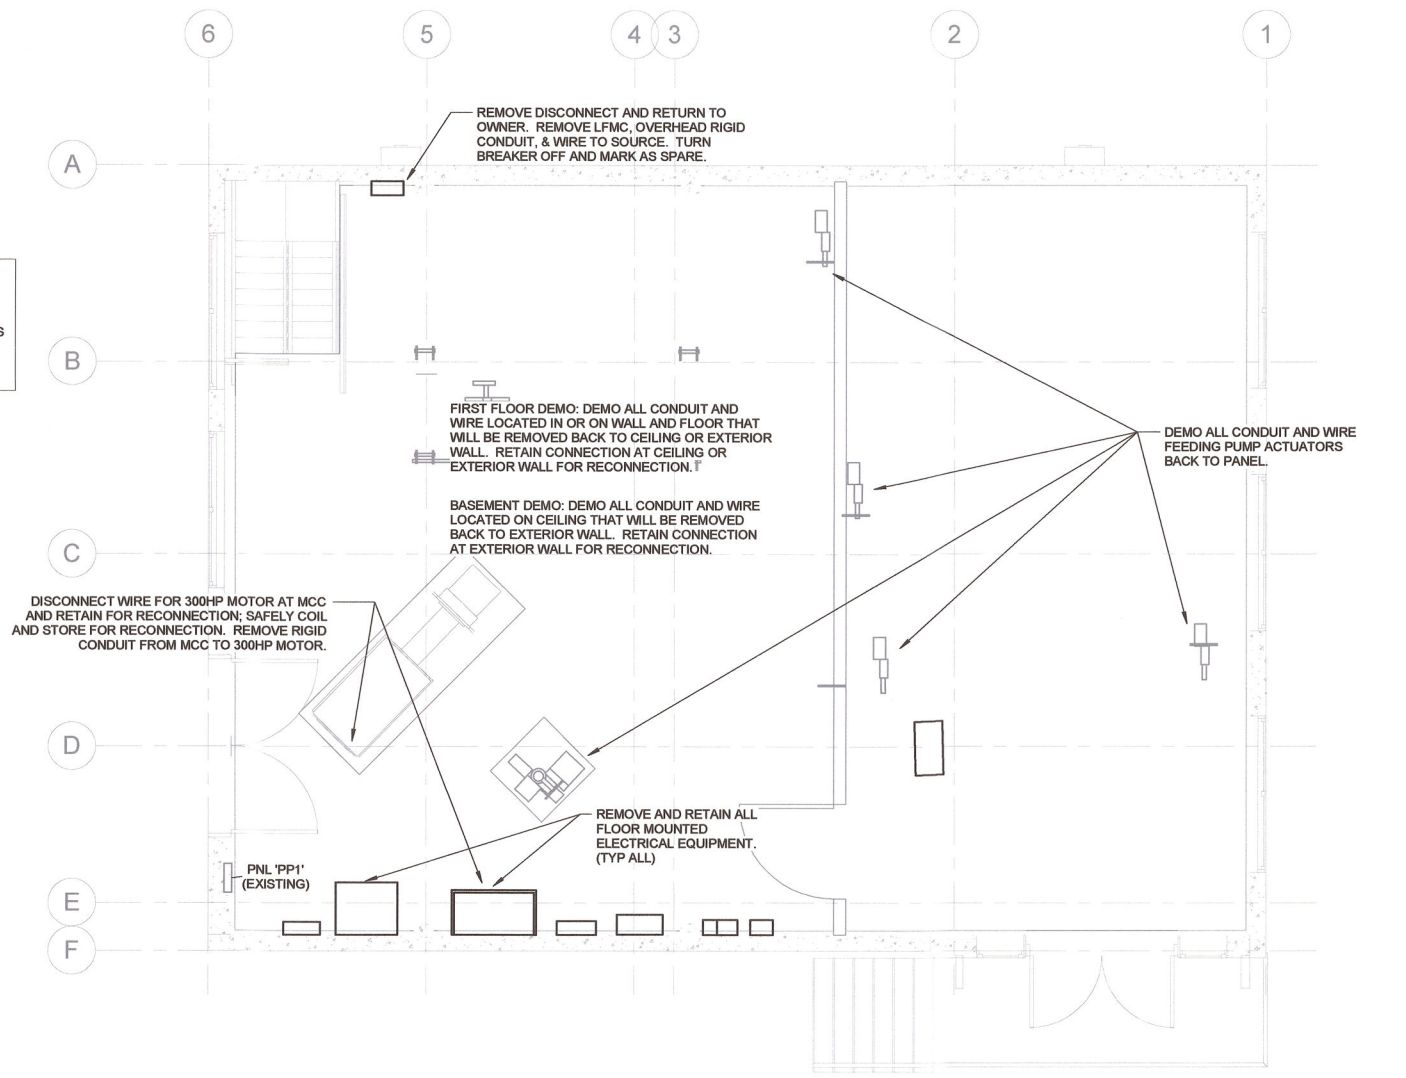 6
5
4
3
2
1
REMOVE DISCONNECT AND RETURN TO
OWNER. REMOVE LFMC, OVERHEAD RIGID
CONDUIT, & WIRE TO SOURCE. TURN
BREAKER OFF AND MARK AS SPARE.
A
S
B
FIRST FLOOR DEMO: DEMO ALL CONDUIT AND
WIRE LOCATED IN OR ON WALL AND FLOOR THAT
WILL BE REMOVED BACK TO CEILING OR EXTERIOR
WALL. RETAIN CONNECTION AT CEILING OR
EXTERIOR WALL FOR RECONNECTION.
DEMO ALL CONDUIT AND WIRE
FEEDING PUMP ACTUATORS
BACK TO PANEL.
BASEMENT DEMO: DEMO ALL CONDUIT AND WIRE
LOCATED ON CEILING THAT WILL BE REMOVED
BACK TO EXTERIOR WALL. RETAIN CONNECTION
AT EXTERIOR WALL FOR RECONNECTION.
C
DISCONNECT WIRE FOR 300HP MOTOR AT MCC
AND RETAIN FOR RECONNECTION; SAFELY COIL
AND STORE FOR RECONNECTION. REMOVE RIGID
CONDUIT FROM MCC TO 300HP MOTOR.
D
REMOVE AND RETAIN ALL
FLOOR MOUNTED
ELECTRICAL EQUIPMENT.
(TYP ALL)
PNL 'PP1'
(EXISTING)
E
F